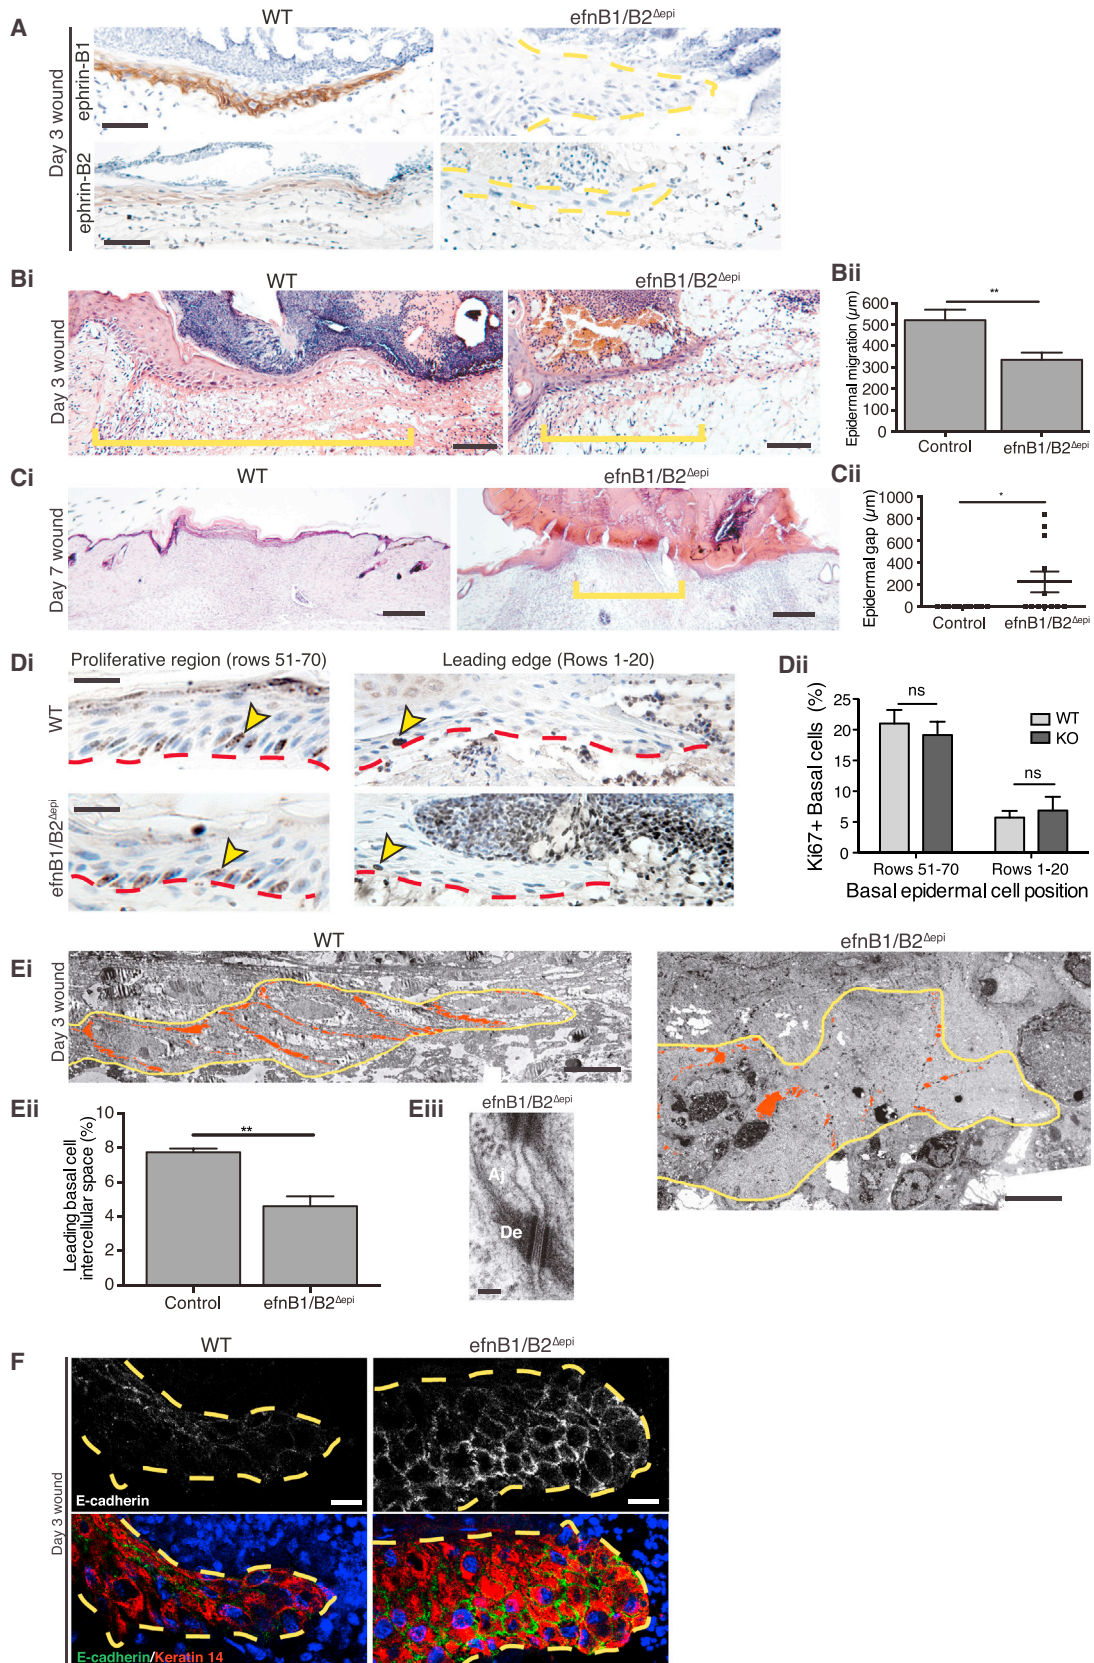 A
WT
efnB1/B2Δepi
Day 3 wound
ephrin-B1
ephrin-B2
Bi
WT
efnB1/B2Δepi
Day 3 wound
Bii
Epidermal migration (µm)
600
500
400
300
200
100
0
**
Control
efnB1/B2Δepi
Ci
WT
efnB1/B2Δepi
Day 7 wound
Cii
Epidermal gap (µm)
1000
800
600
400
200
0
*
Control
efnB1/B2Δepi
Di
Proliferative region (rows 51-70)
Leading edge (Rows 1-20)
WT
efnB1/B2Δepi
Dii
Ki67+ Basal cells (%)
25
20
15
10
5
0
ns
ns
WT
KO
Rows 51-70
Rows 1-20
Basal epidermal cell position
Ei
WT
efnB1/B2Δepi
Day 3 wound
Eii
Leading basal cell
intercellular space (%)
10
8
6
4
2
0
**
Control
efnB1/B2Δepi
Eiii
efnB1/B2Δepi
AJ
De
F
WT
efnB1/B2Δepi
Day 3 wound
E-cadherin
E-cadherin/Keratin 14